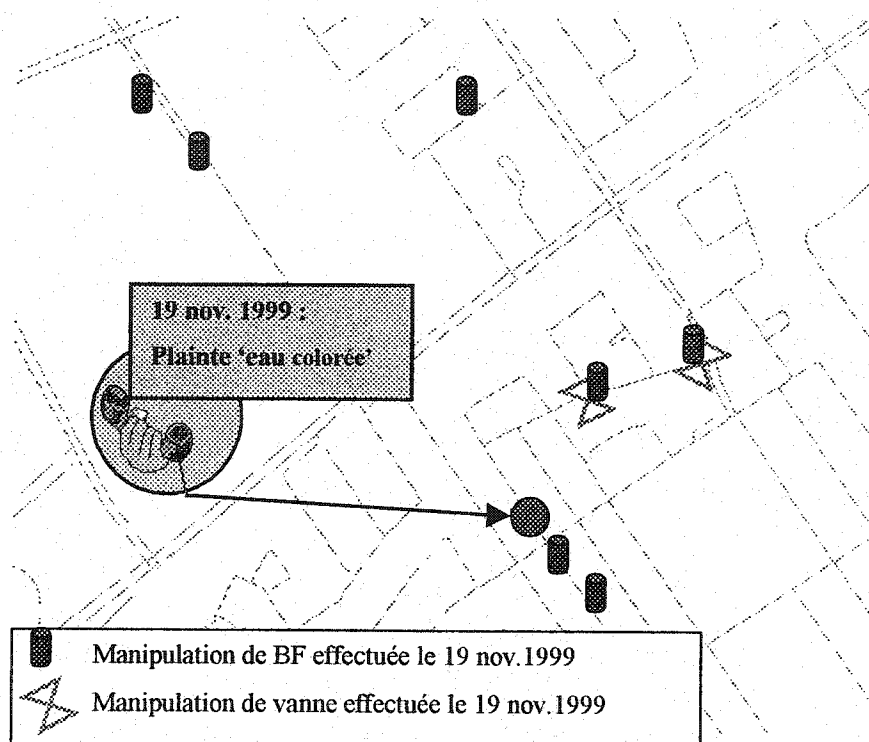 19 nov. 1999 :
Plainte ‘eau colorée’
Manipulation de BF effectuée le 19 nov.1999
Manipulation de vanne effectuée le 19 nov.1999